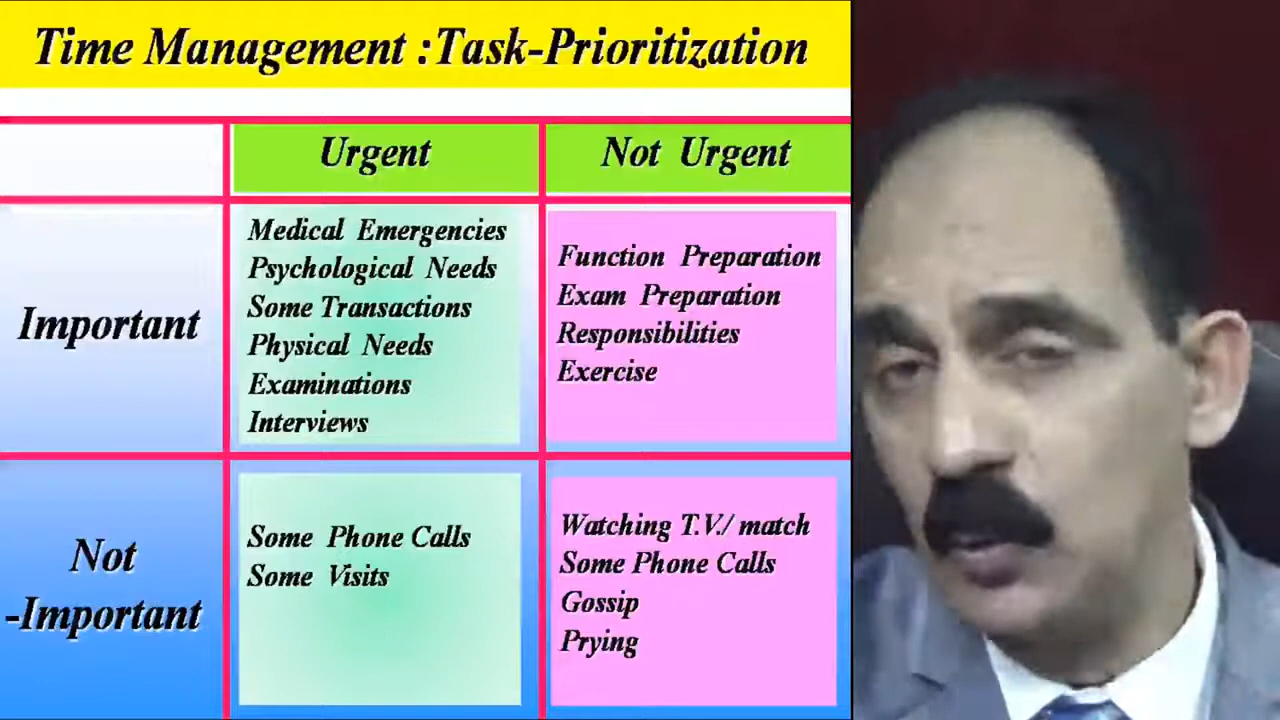 Time Management :Task-Prioritization
Urgent
Not Urgent
Important
Medical Emergencies
Psychological Needs
Some Transactions
Physical Needs
Examinations
Interviews
Function Preparation
Exam Preparation
Responsibilities
Exercise
Not
-Important
Some Phone Calls
Some Visits
Watching T.V./ match
Some Phone Calls
Gossip
Prying